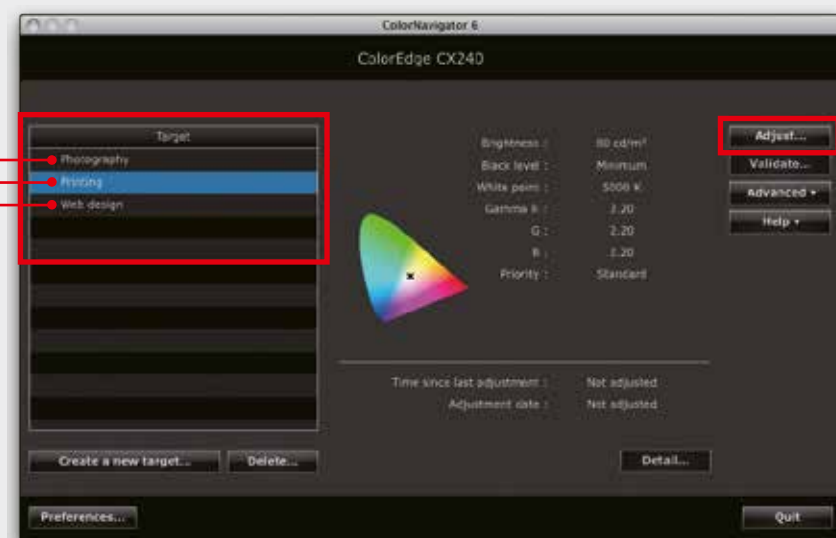 ColorNavigator 6
ColorEdge CX240
Target
Photography
Printing
Web design
Brightness : 80 cd/m²
Black level : Minimum
White point : 5000 K
Gamma R : 2.20
G : 2.20
B : 2.20
Priority : Standard
Time since last adjustment : Not adjusted
Adjustment date : Not adjusted
Adjust...
Validate...
Advanced
Help
Create a new target...
Delete...
Detail...
Preferences...
Quit